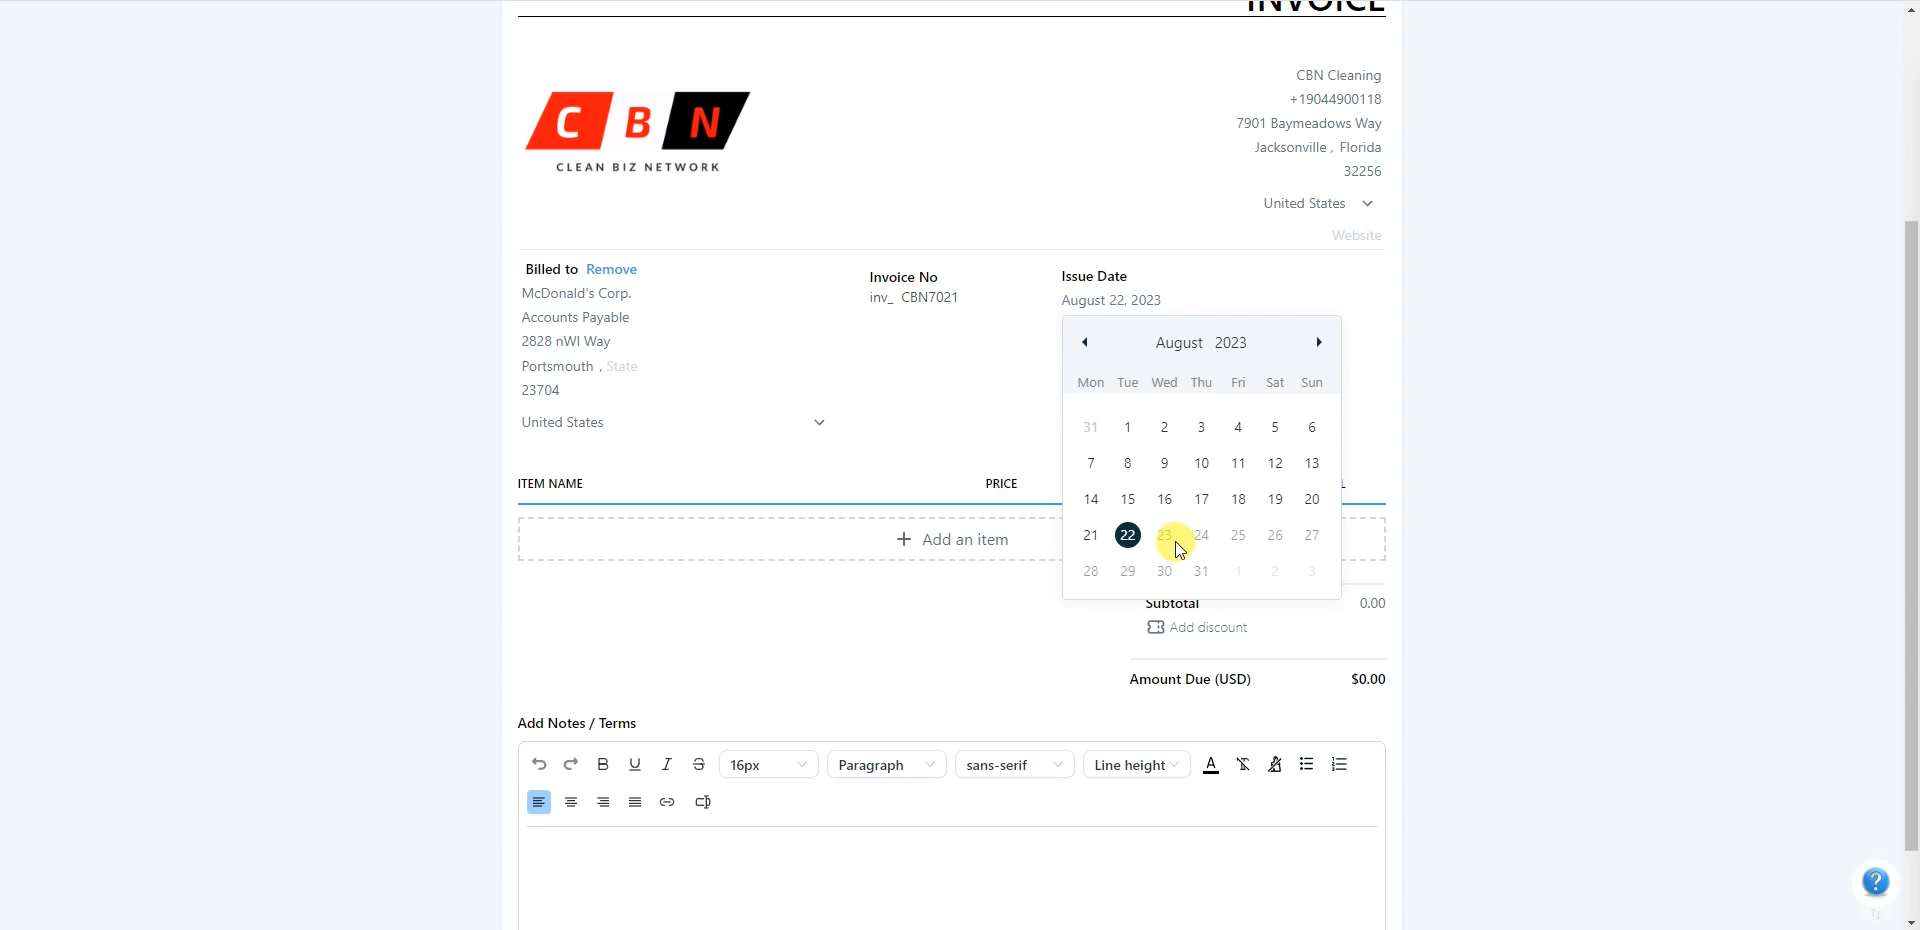 INVOICE
C B N
CLEAN BIZ NETWORK
CBN Cleaning
+19044900118
7901 Baymeadows Way
Jacksonville , Florida
32256
United States
Website
Billed to Remove
McDonald's Corp.
Accounts Payable
2828 nWI Way
Portsmouth , State
23704
United States
Invoice No
inv_ CBN7021
Issue Date
August 22, 2023
August 2023
Mon Tue Wed Thu Fri Sat Sun
31 1 2 3 4 5 6
7 8 9 10 11 12 13
14 15 16 17 18 19 20
21 22 23 24 25 26 27
28 29 30 31 1 2 3
ITEM NAME PRICE L
+ Add an item
Subtotal 0.00
Add discount
Amount Due (USD) $0.00
Add Notes / Terms
B U I S 16px Paragraph sans-serif Line height A
?